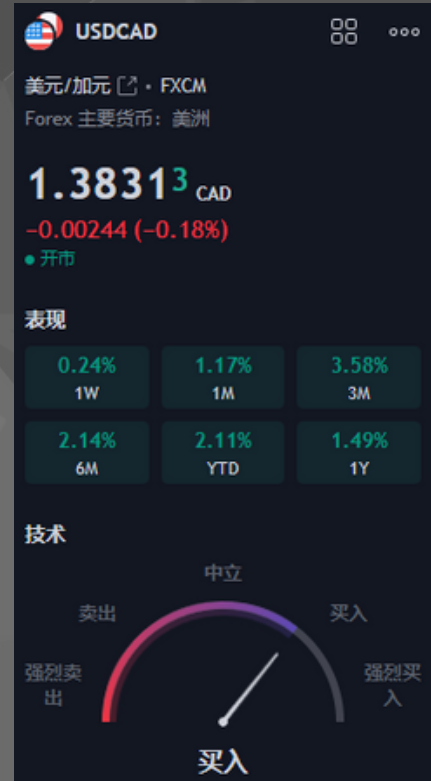 USDCAD
美元/加元 • FXCM
Forex 主要货币：美洲
1.38313 CAD
−0.00244 (−0.18%)
开市
表现
0.24% 1.17% 3.58%
1W 1M 3M
2.14% 2.11% 1.49%
6M YTD 1Y
技术
中立
卖出 买入
强烈卖出 强烈买入
买入